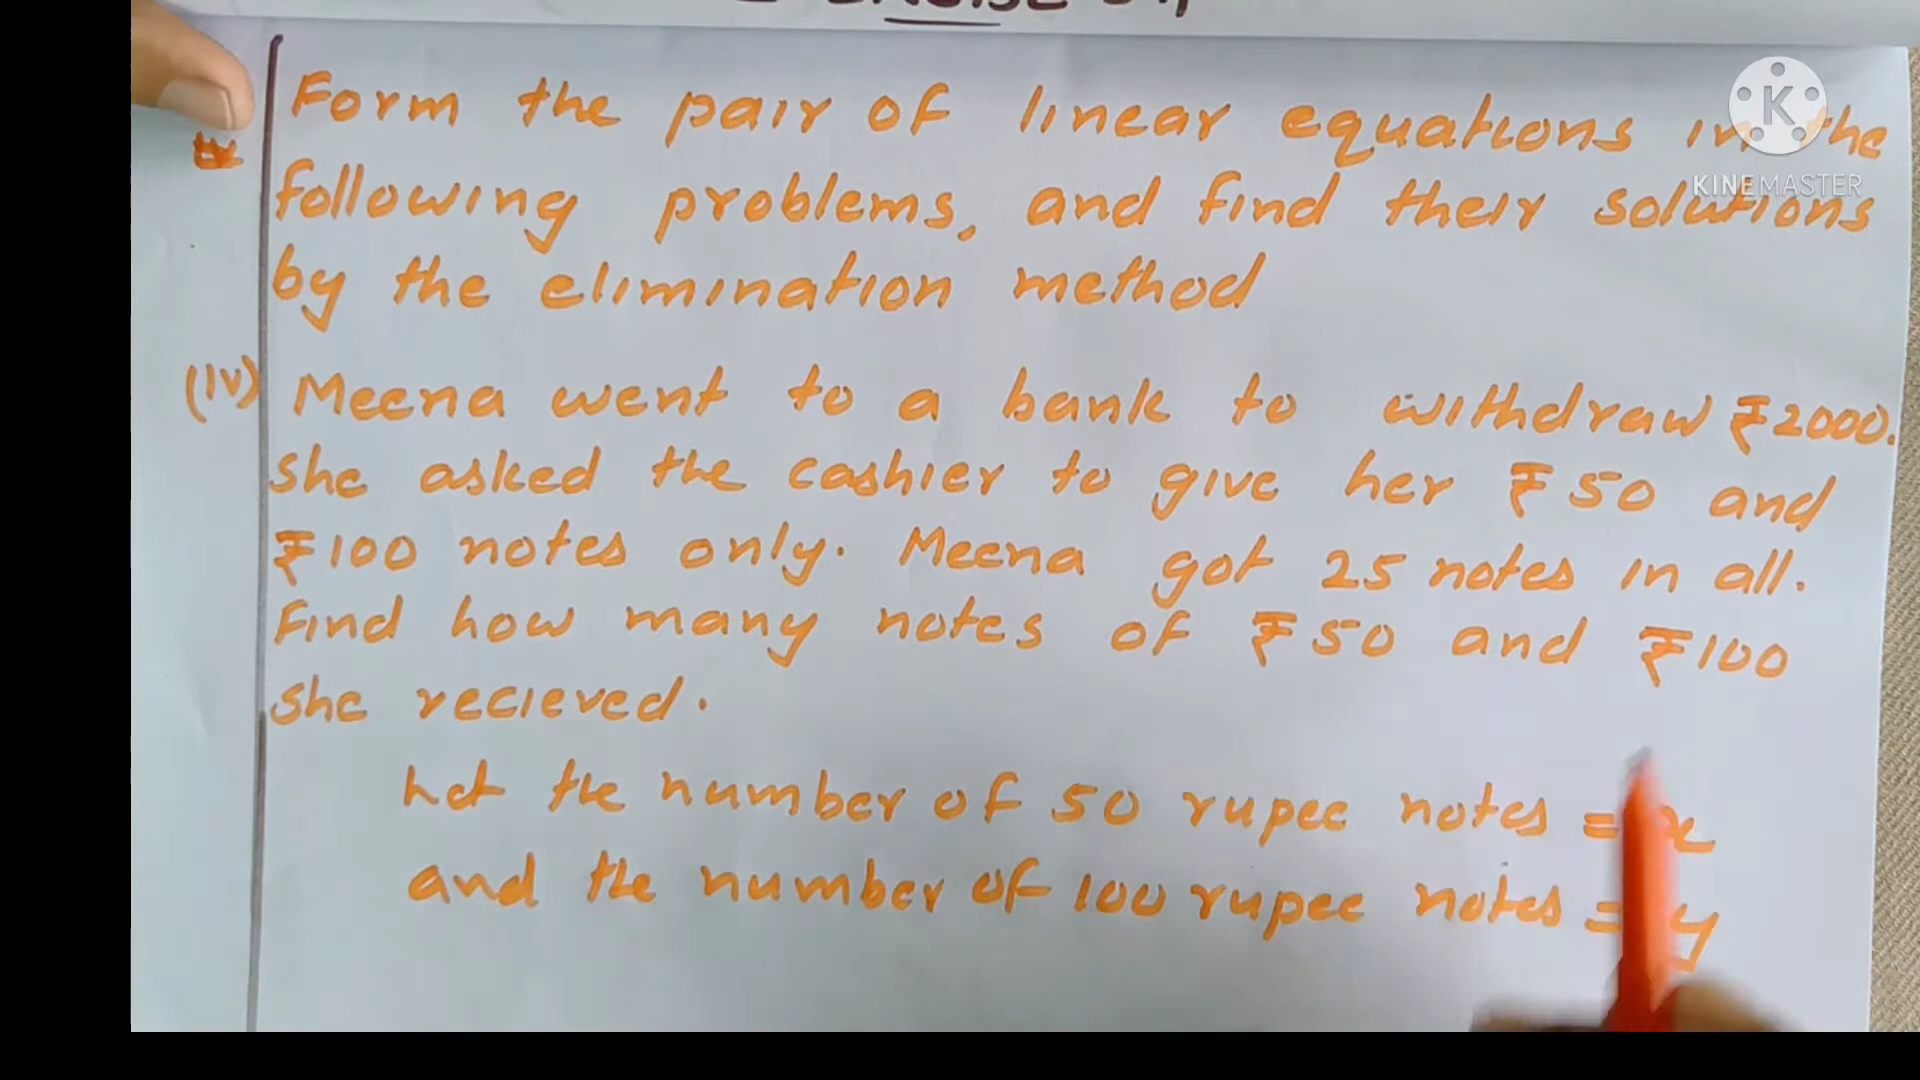 Form the pair of linear equations in the
following problems, and find their solutions
by the elimination method
(iv) Meena went to a bank to withdraw ₹2000.
She asked the cashier to give her ₹50 and
₹100 notes only. Meena got 25 notes in all.
Find how many notes of ₹50 and ₹100
She recieved.
Let the number of 50 rupee notes = x
and the number of 100 rupee notes = y
K
KINEMASTER